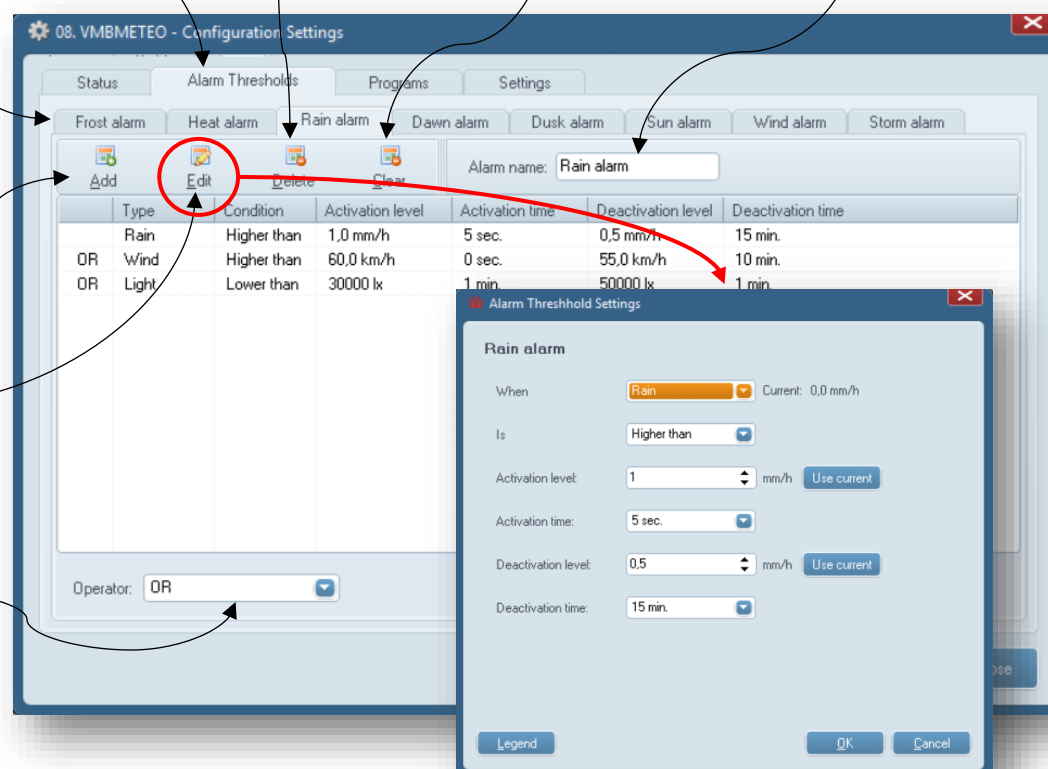 08. VMBMETEO - Configuration Settings
Status Alarm Thresholds Programs Settings
Frost alarm Heat alarm Rain alarm Dawn alarm Dusk alarm Sun alarm Wind alarm Storm alarm
Add Edit Delete Clear Alarm name: Rain alarm
Type Condition Activation level Activation time Deactivation level Deactivation time
Rain Higher than 1,0 mm/h 5 sec. 0,5 mm/h 15 min.
OR Wind Higher than 60,0 km/h 0 sec. 55,0 km/h 10 min.
OR Light Lower than 30000 lx 1 min. 50000 lx 1 min.
Alarm Threshhold Settings
Rain alarm
When Rain Current: 0,0 mm/h
Is Higher than
Activation level: 1 mm/h Use current
Activation time: 5 sec.
Deactivation level: 0,5 mm/h Use current
Deactivation time: 15 min.
Operator: OR
Legend OK Cancel